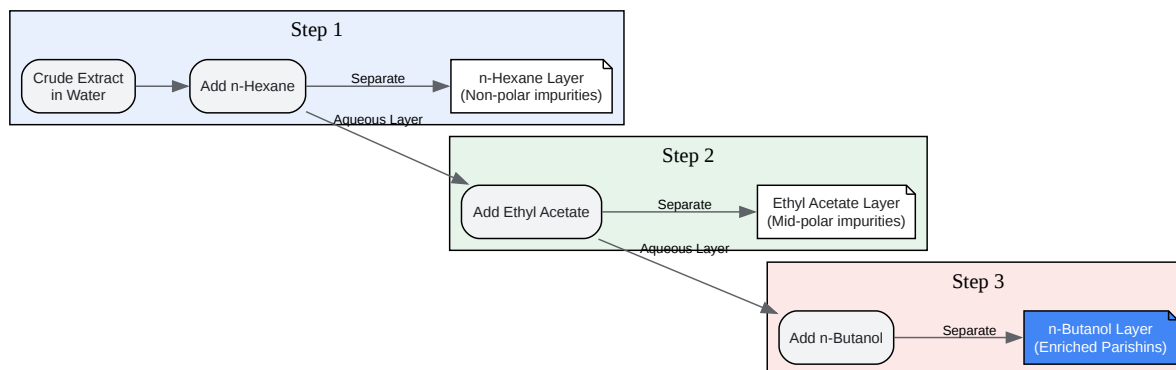 Step 1
Crude Extract
in Water
Add n-Hexane
Separate
n-Hexane Layer
(Non-polar impurities)
Aqueous Layer
Step 2
Add Ethyl Acetate
Separate
Ethyl Acetate Layer
(Mid-polar impurities)
Aqueous Layer
Step 3
Add n-Butanol
Separate
n-Butanol Layer
(Enriched Parishins)